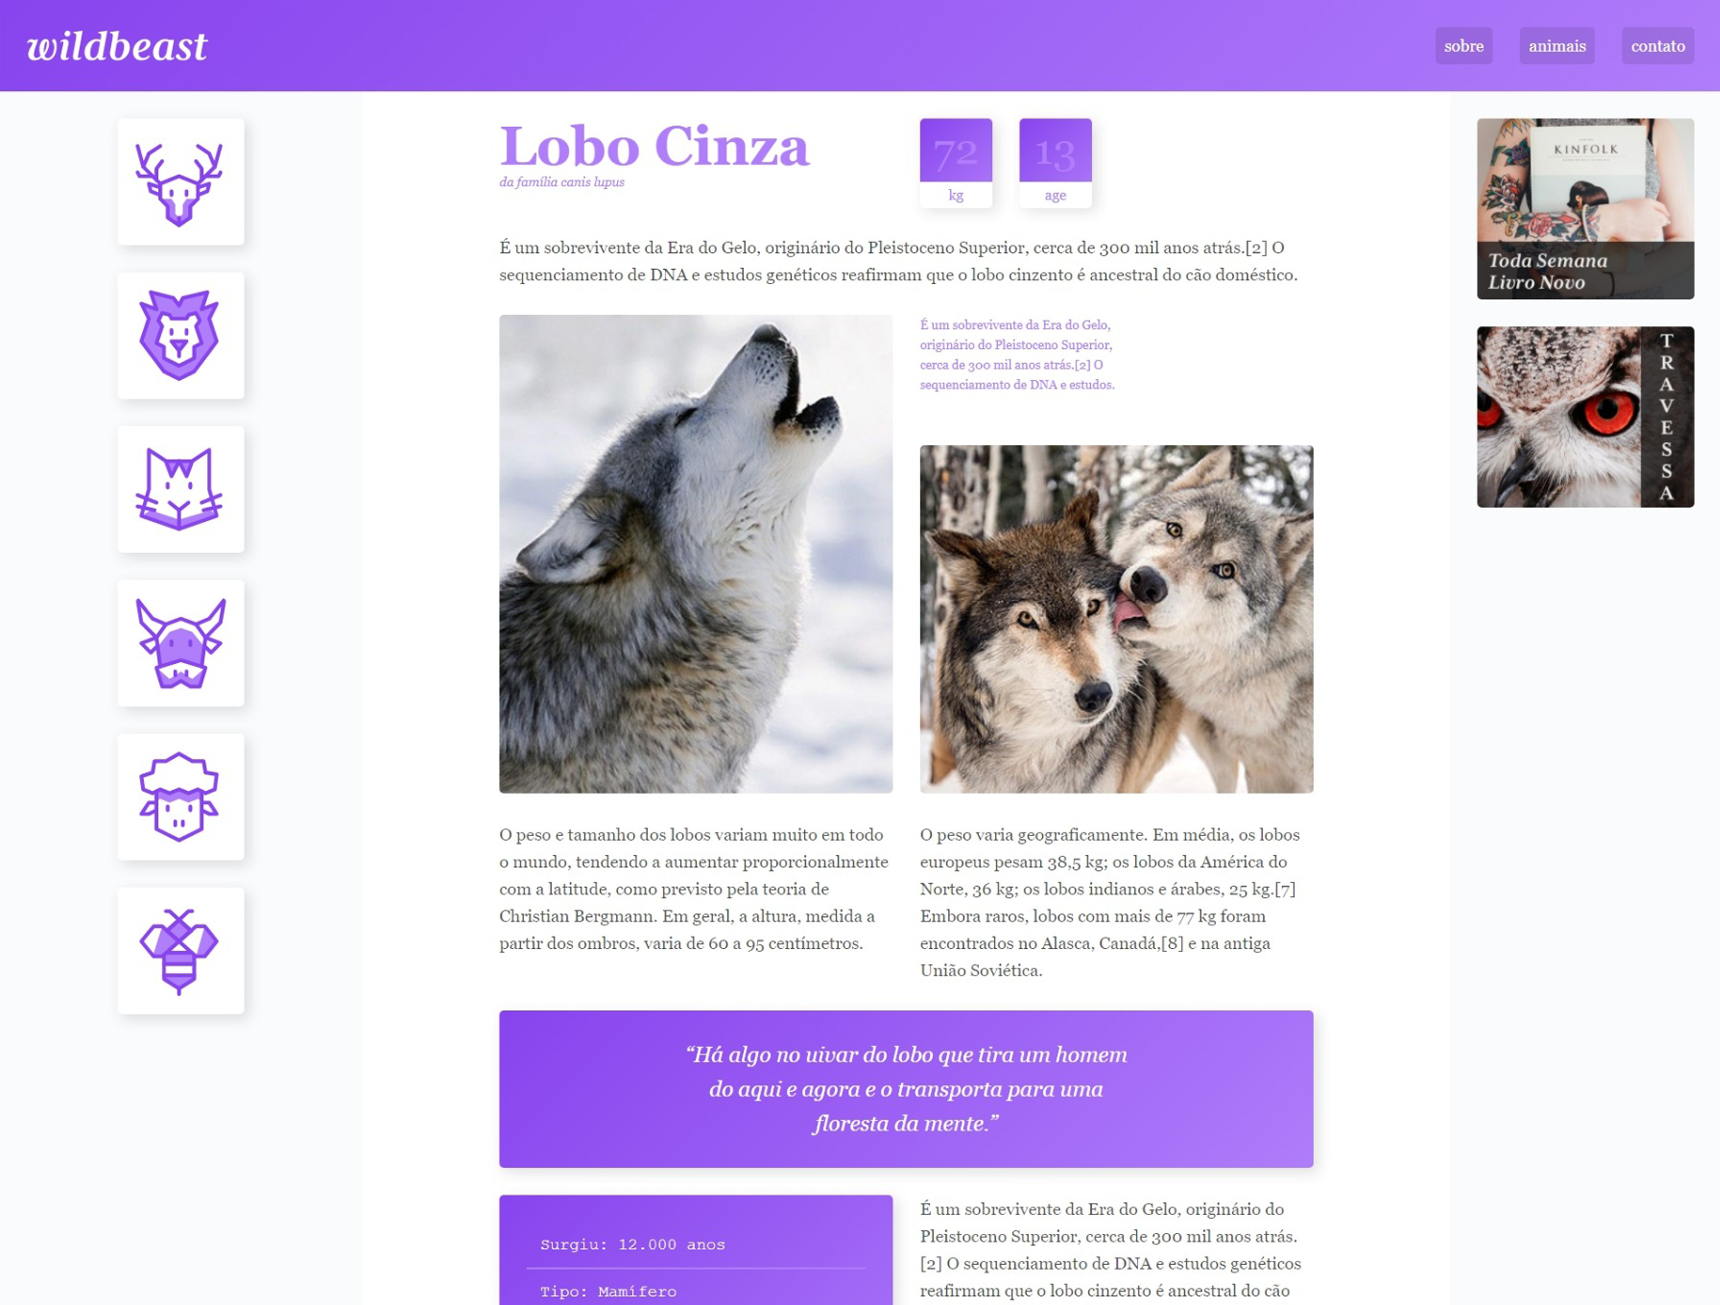 wildbeast
sobre
animais
contato
Lobo Cinza
da família canis lupus
72
kg
13
age
É um sobrevivente da Era do Gelo, originário do Pleistoceno Superior, cerca de 300 mil anos atrás.[2] O
sequenciamento de DNA e estudos genéticos reafirmam que o lobo cinzento é ancestral do cão doméstico.
É um sobrevivente da Era do Gelo,
originário do Pleistoceno Superior,
cerca de 300 mil anos atrás.[2] O
sequenciamento de DNA e estudos.
O peso e tamanho dos lobos variam muito em todo
o mundo, tendendo a aumentar proporcionalmente
com a latitude, como previsto pela teoria de
Christian Bergmann. Em geral, a altura, medida a
partir dos ombros, varia de 60 a 95 centímetros.
O peso varia geograficamente. Em média, os lobos
europeus pesam 38,5 kg; os lobos da América do
Norte, 36 kg; os lobos indianos e árabes, 25 kg.[7]
Embora raros, lobos com mais de 77 kg foram
encontrados no Alasca, Canadá,[8] e na antiga
União Soviética.
“Há algo no uivar do lobo que tira um homem
do aqui e agora e o transporta para uma
floresta da mente.”
Surgiu: 12.000 anos
Tipo: Mamífero
É um sobrevivente da Era do Gelo, originário do
Pleistoceno Superior, cerca de 300 mil anos atrás.
[2] O sequenciamento de DNA e estudos genéticos
reafirmam que o lobo cinzento é ancestral do cão
KINFOLK
Toda Semana
Livro Novo
TRAVESSA